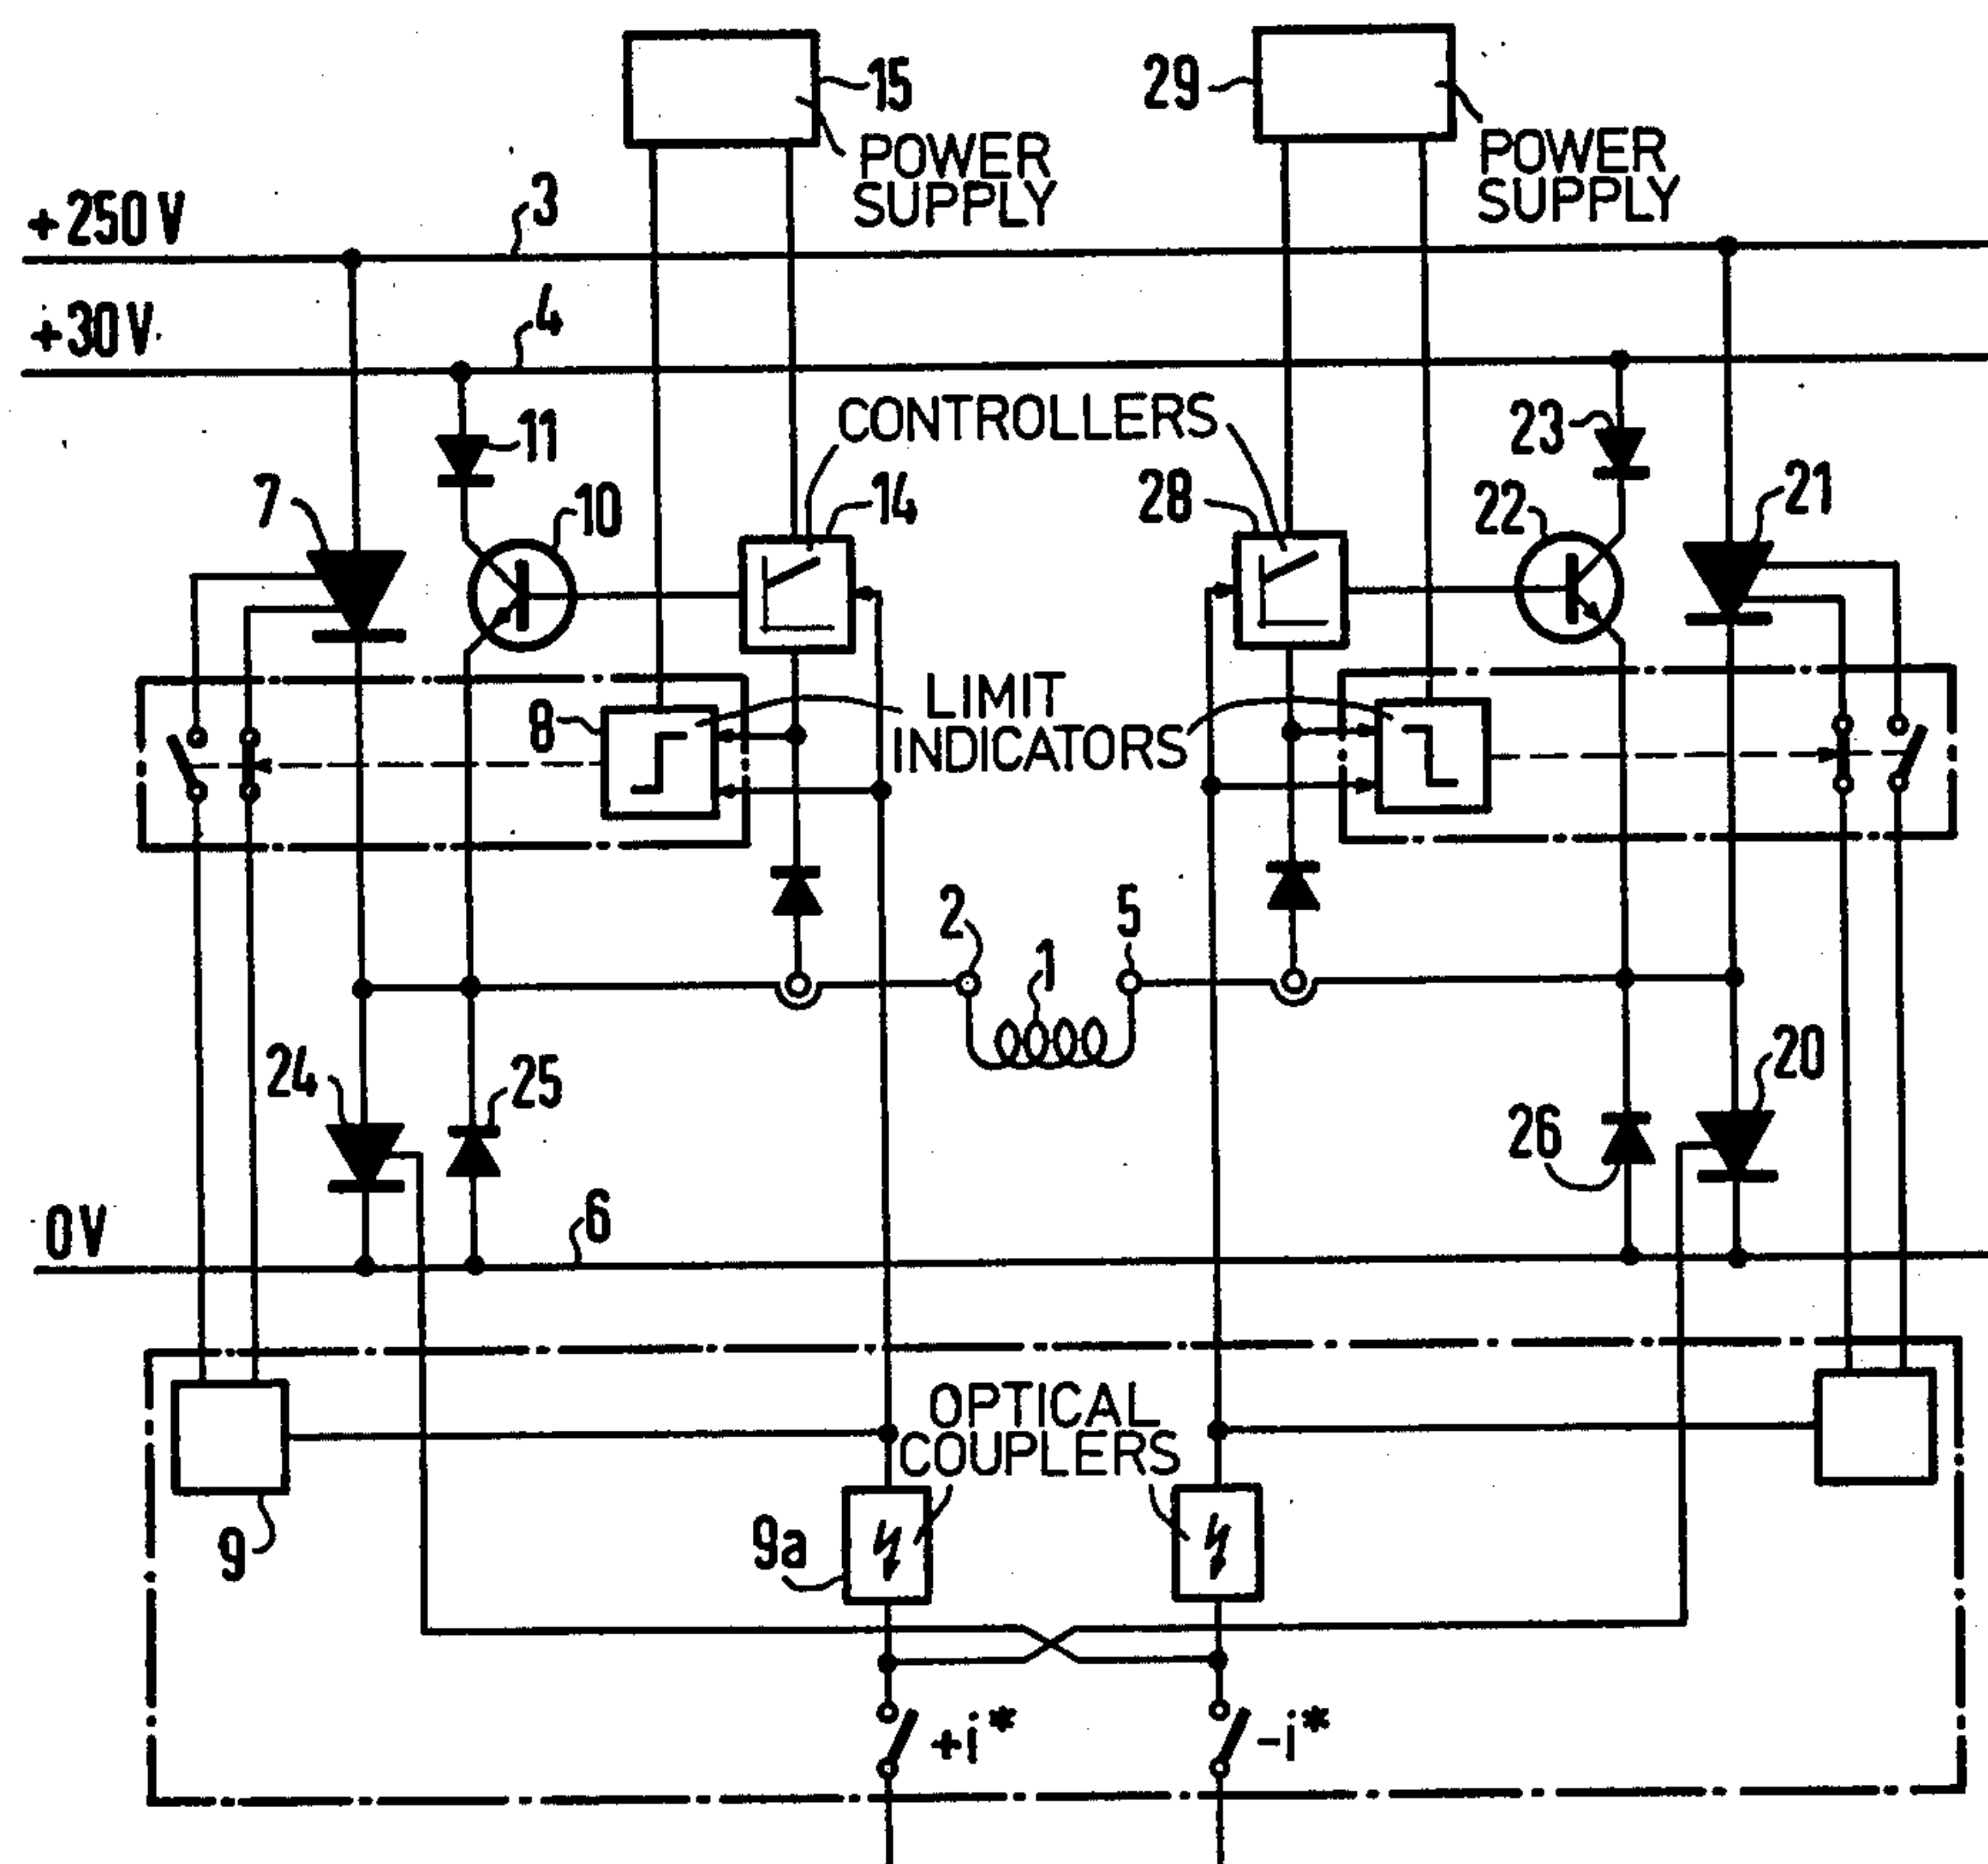 15
29
POWER
SUPPLY
POWER
SUPPLY
+250 V
3
+30 V
4
CONTROLLERS
11
23
7
10
14
28
22
21
LIMIT
INDICATORS
8
2
5
1
24
25
26
20
0V
6
OPTICAL
COUPLERS
9
9a
+i*
-i*